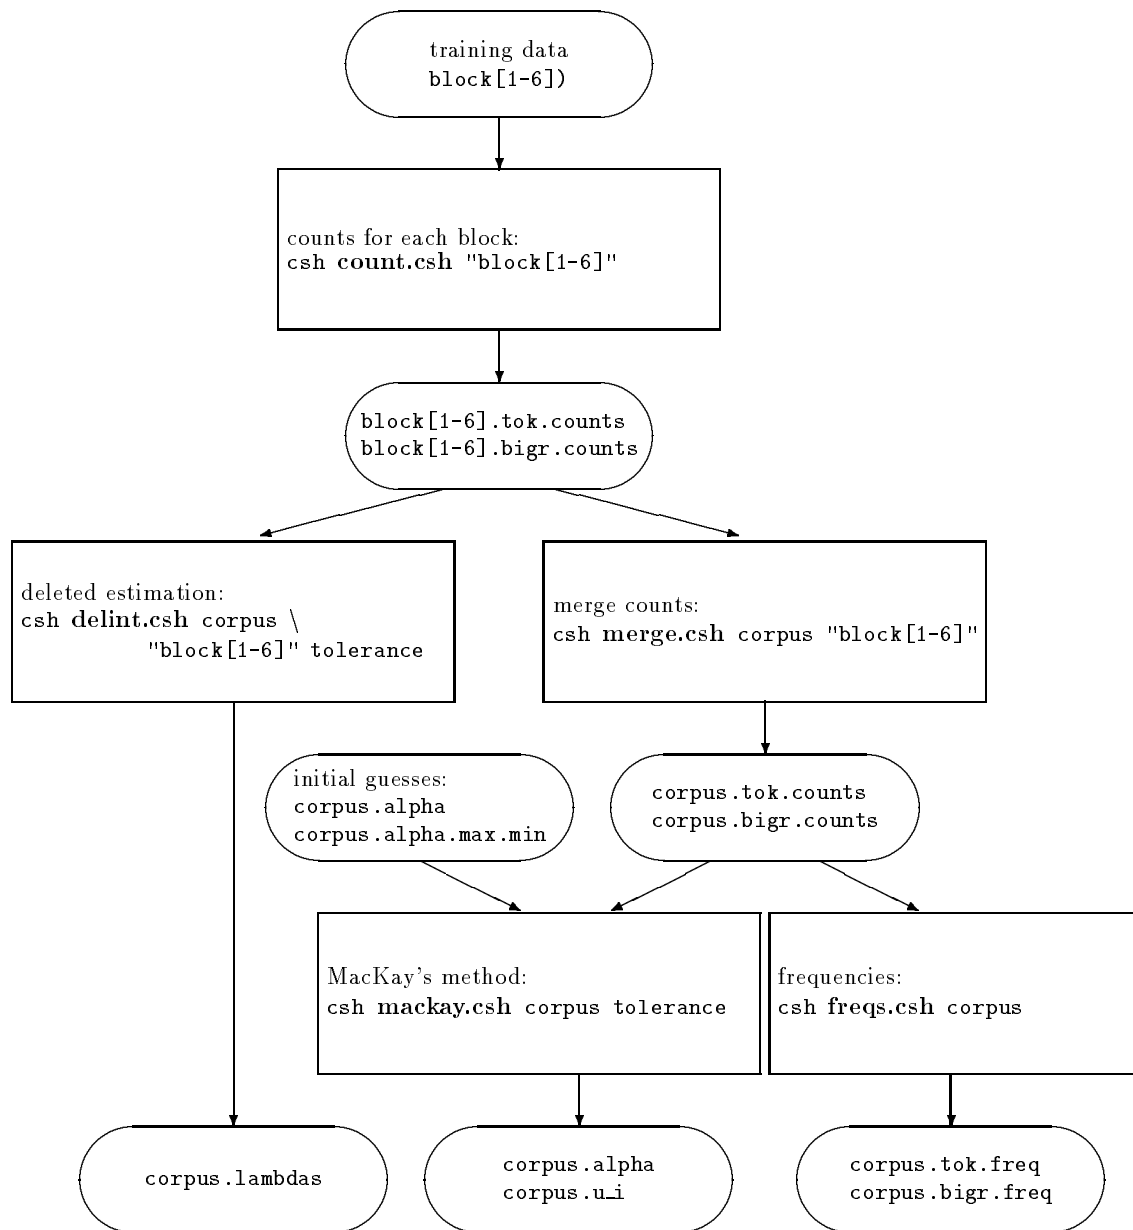 training data
block[1-6])
counts for each block:
csh count.csh "block[1-6]"
block[1-6].tok.counts
block[1-6].bigr.counts
deleted estimation:
csh delint.csh corpus \
"block[1-6]" tolerance
merge counts:
csh merge.csh corpus "block[1-6]"
initial guesses:
corpus.alpha
corpus.alpha.max.min
corpus.tok.counts
corpus.bigr.counts
MacKay's method:
csh mackay.csh corpus tolerance
frequencies:
csh freqs.csh corpus
corpus.lambdas
corpus.alpha
corpus.u_i
corpus.tok.freq
corpus.bigr.freq